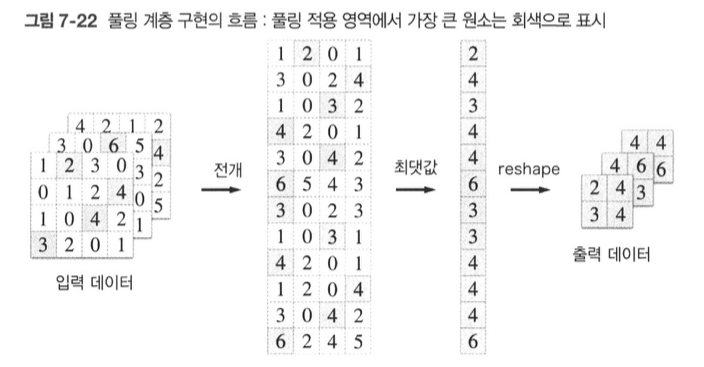 그림 7-22 풀링 계층 구현의 흐름 : 풀링 적용 영역에서 가장 큰 원소는 회색으로 표시
4 2 1 2
3 0 6 5 4
1 2 3 0 3 2
0 1 2 4 0 5
1 0 4 2 1
3 2 0 1
입력 데이터
전개
1 2 0 1
3 0 2 4
1 0 3 2
4 2 0 1
3 0 4 2
6 5 4 3
3 0 2 3
1 0 3 1
4 2 0 1
1 2 0 4
3 0 4 2
6 2 4 5
최댓값
2
4
3
4
4
6
3
3
4
4
4
6
reshape
4 4
4 6 6
2 4 3
3 4
출력 데이터